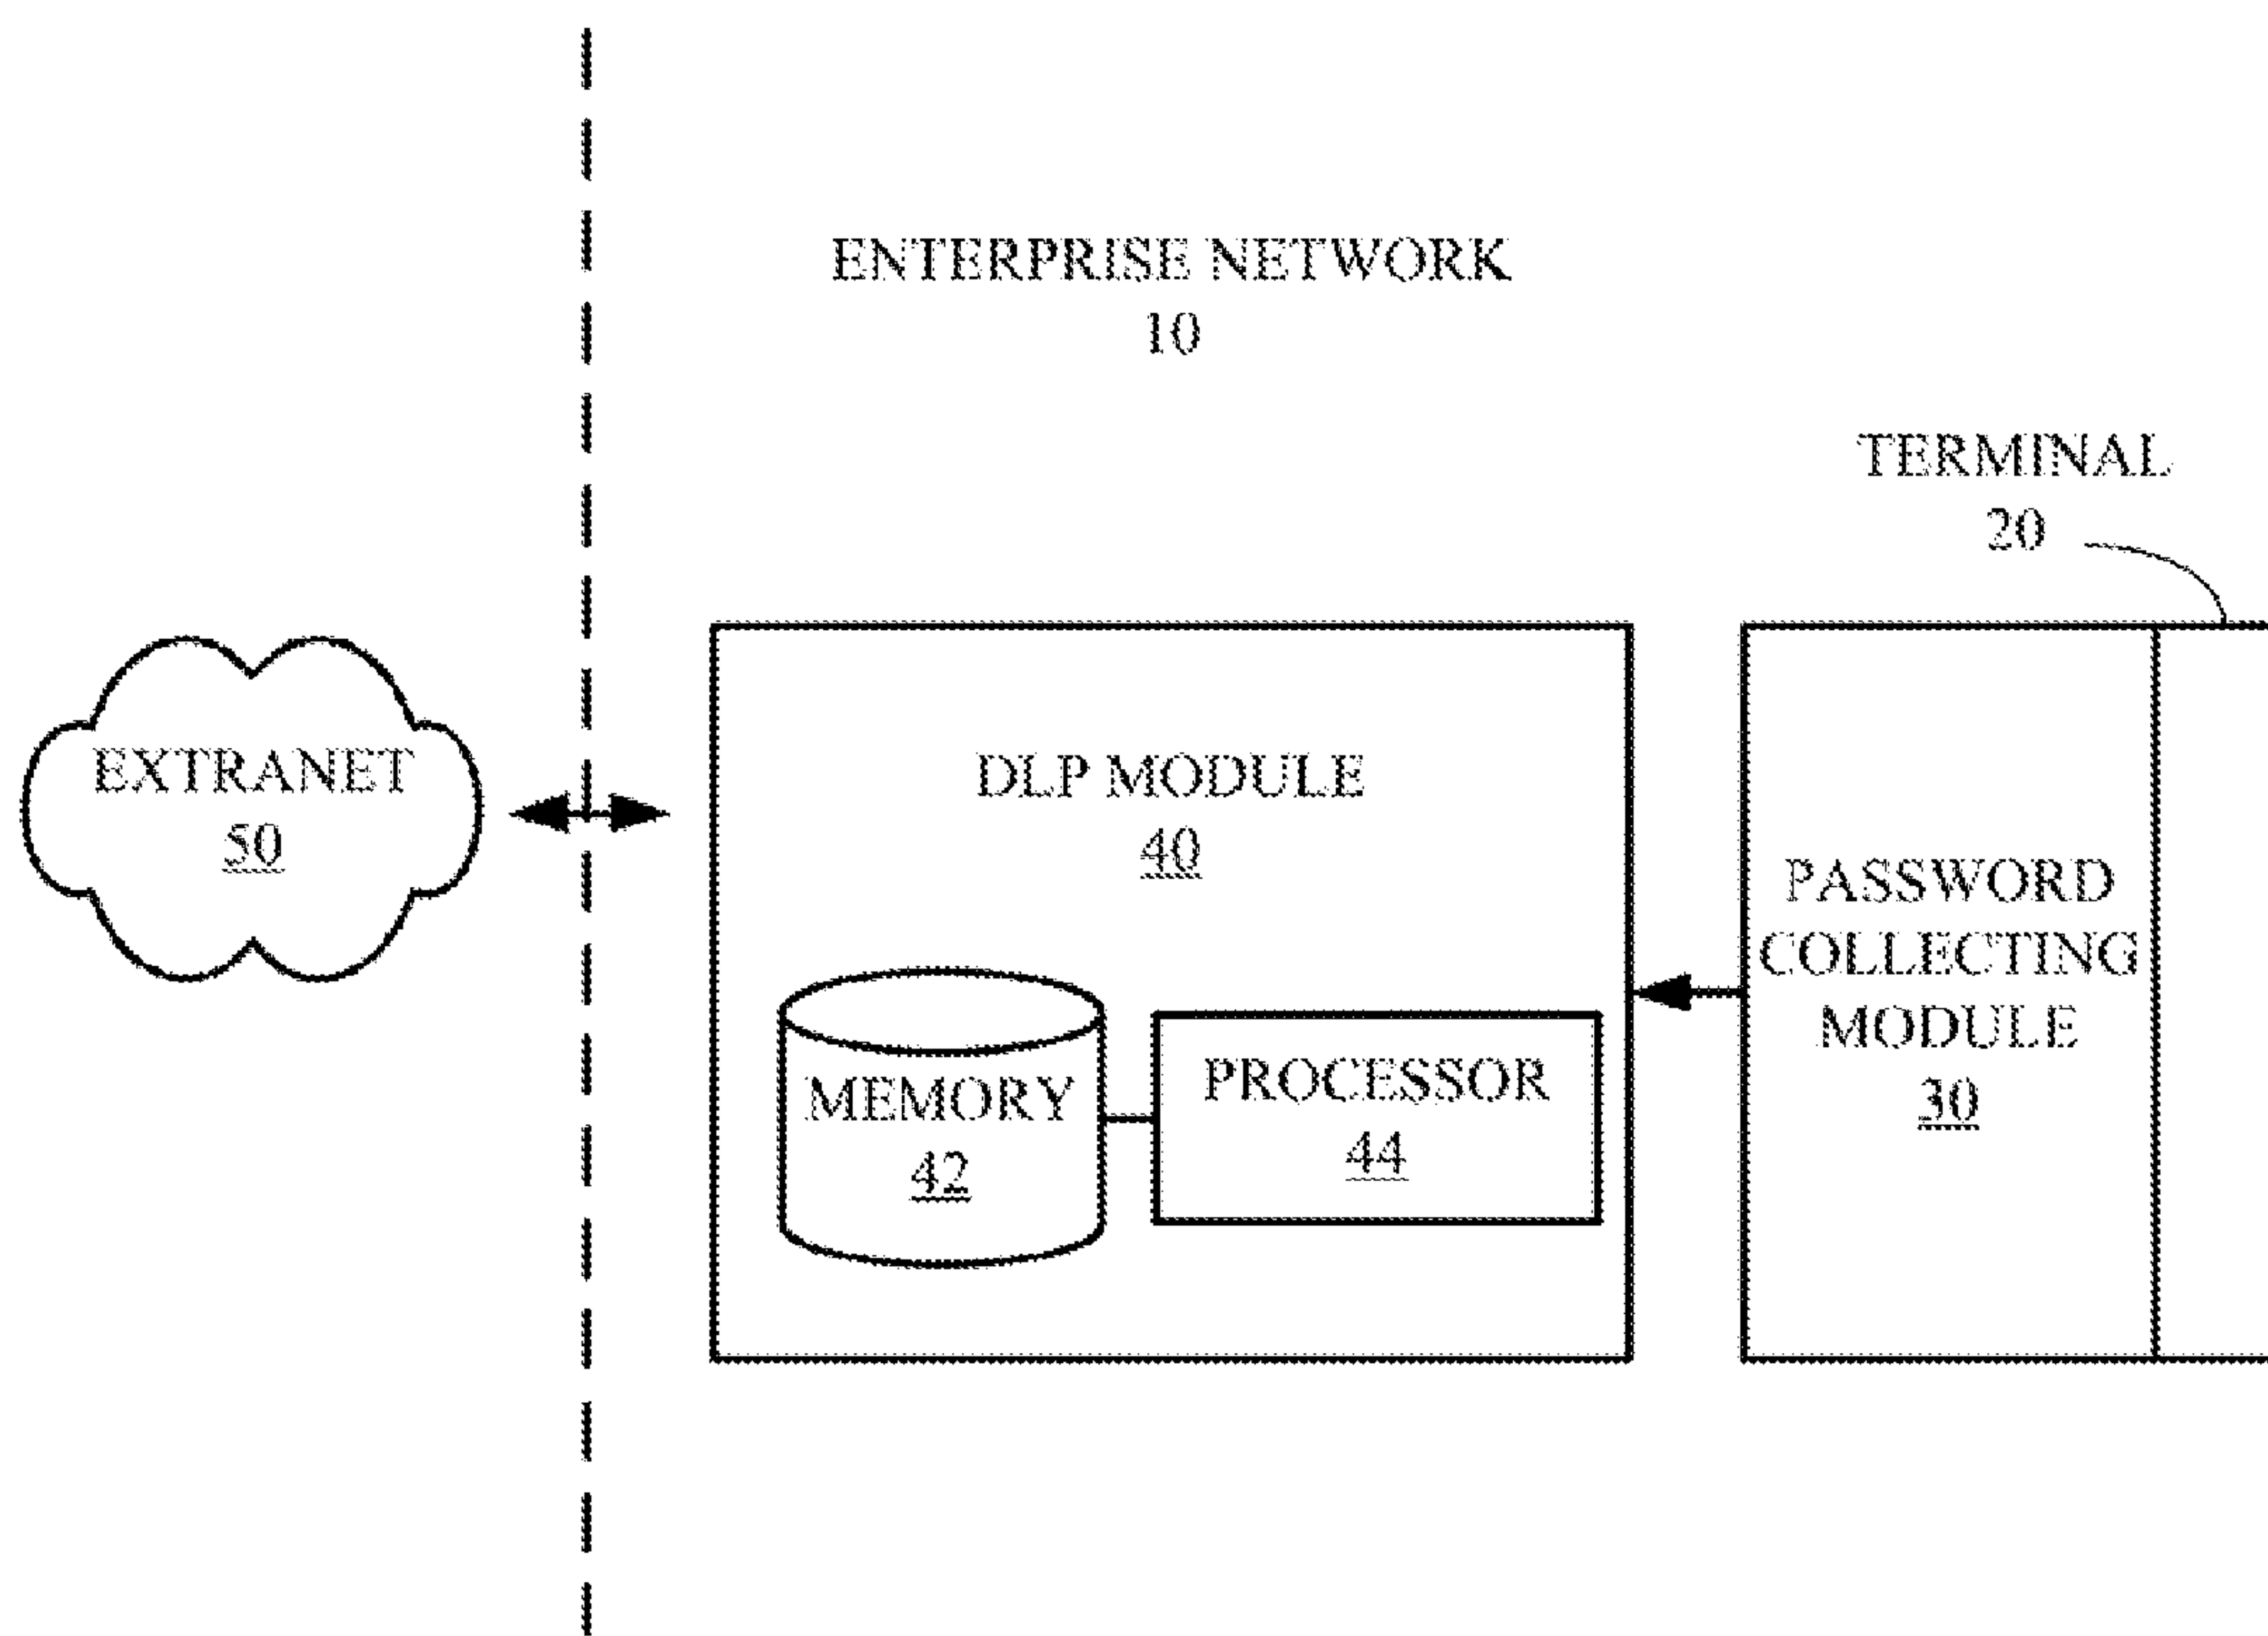 ENTERPRISE NETWORK
10
TERMINAL
20
EXTRANET
50
DLP MODULE
40
MEMORY
42
PROCESSOR
44
PASSWORD
COLLECTING
MODULE
30